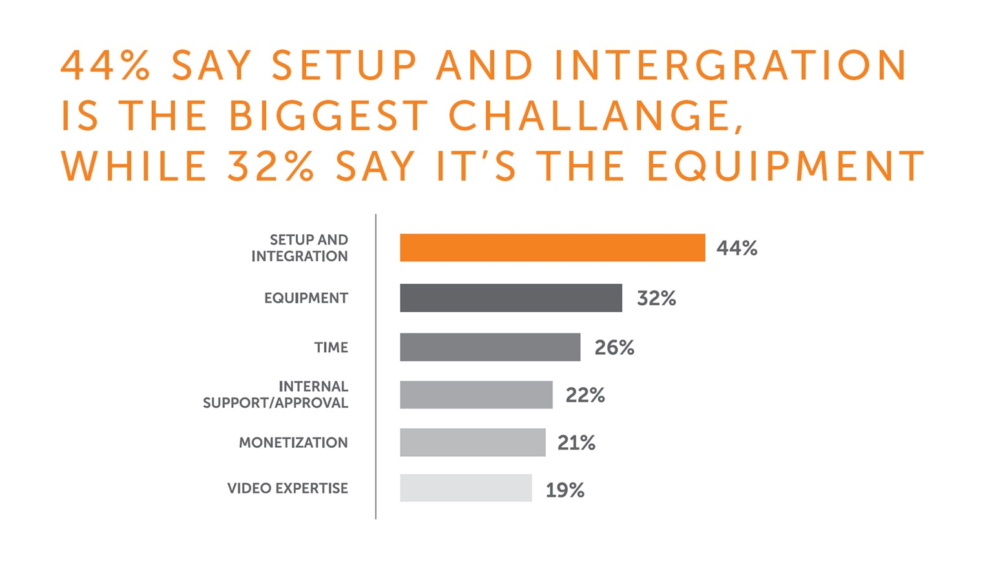 44% SAY SETUP AND INTERGRATION
IS THE BIGGEST CHALLANGE,
WHILE 32% SAY IT’S THE EQUIPMENT
SETUP AND
INTEGRATION
44%
EQUIPMENT
32%
TIME
26%
INTERNAL
SUPPORT/APPROVAL
22%
MONETIZATION
21%
VIDEO EXPERTISE
19%